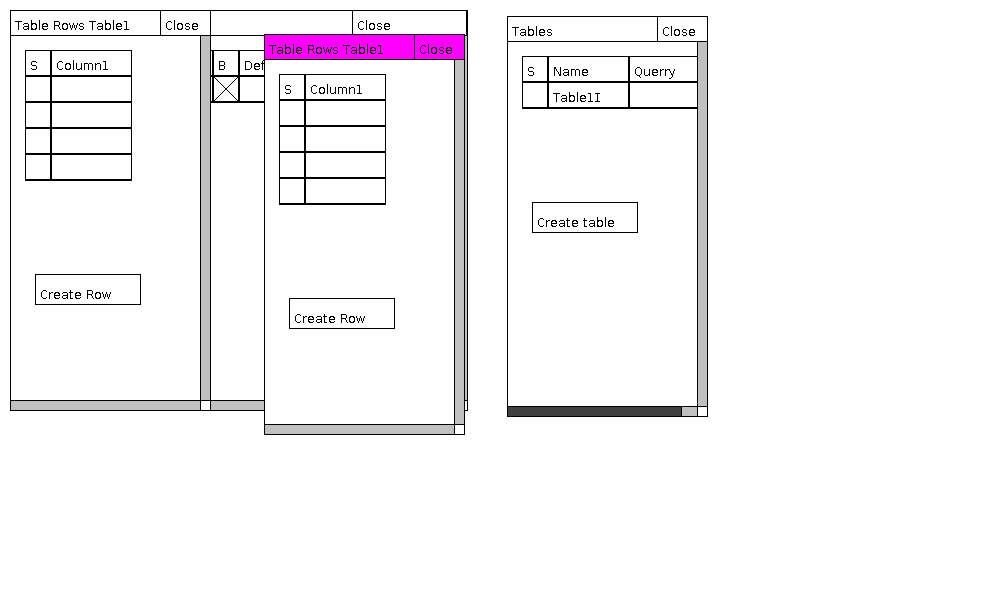 Table Rows Table1 Close
S Column1
Create Row
Close
B Def
Table Rows Table1 Close
S Column1
Create Row
Tables Close
S Name Querry
Table1I
Create table